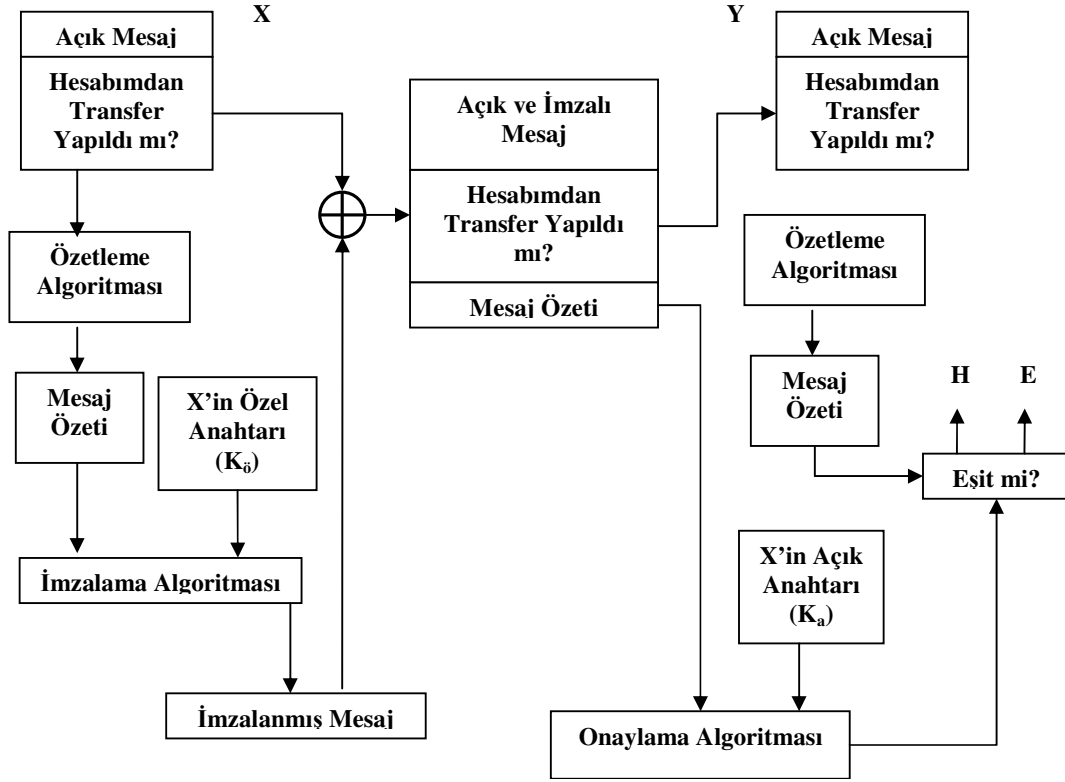 X
Y
Açık Mesaj
Hesabımdan
Transfer
Yapıldı mı?
Özetleme
Algoritması
Mesaj
Özeti
X'in Özel
Anahtarı
(Kö)
İmzalama Algoritması
İmzalanmış Mesaj
Açık ve İmzalı
Mesaj
Hesabımdan
Transfer Yapıldı
mı?
Mesaj Özeti
Açık Mesaj
Hesabımdan
Transfer
Yapıldı mı?
Özetleme
Algoritması
Mesaj
Özeti
H E
Eşit mi?
X'in Açık
Anahtarı
(Ka)
Onaylama Algoritması